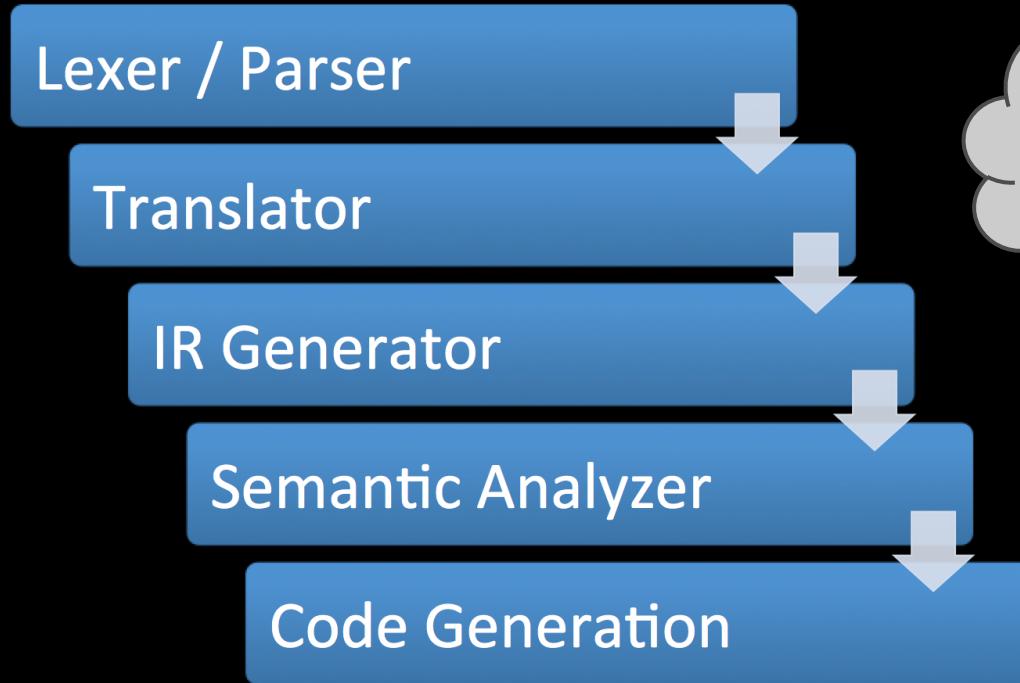 Lexer / Parser
Translator
IR Generator
Semantic Analyzer
Code Generation